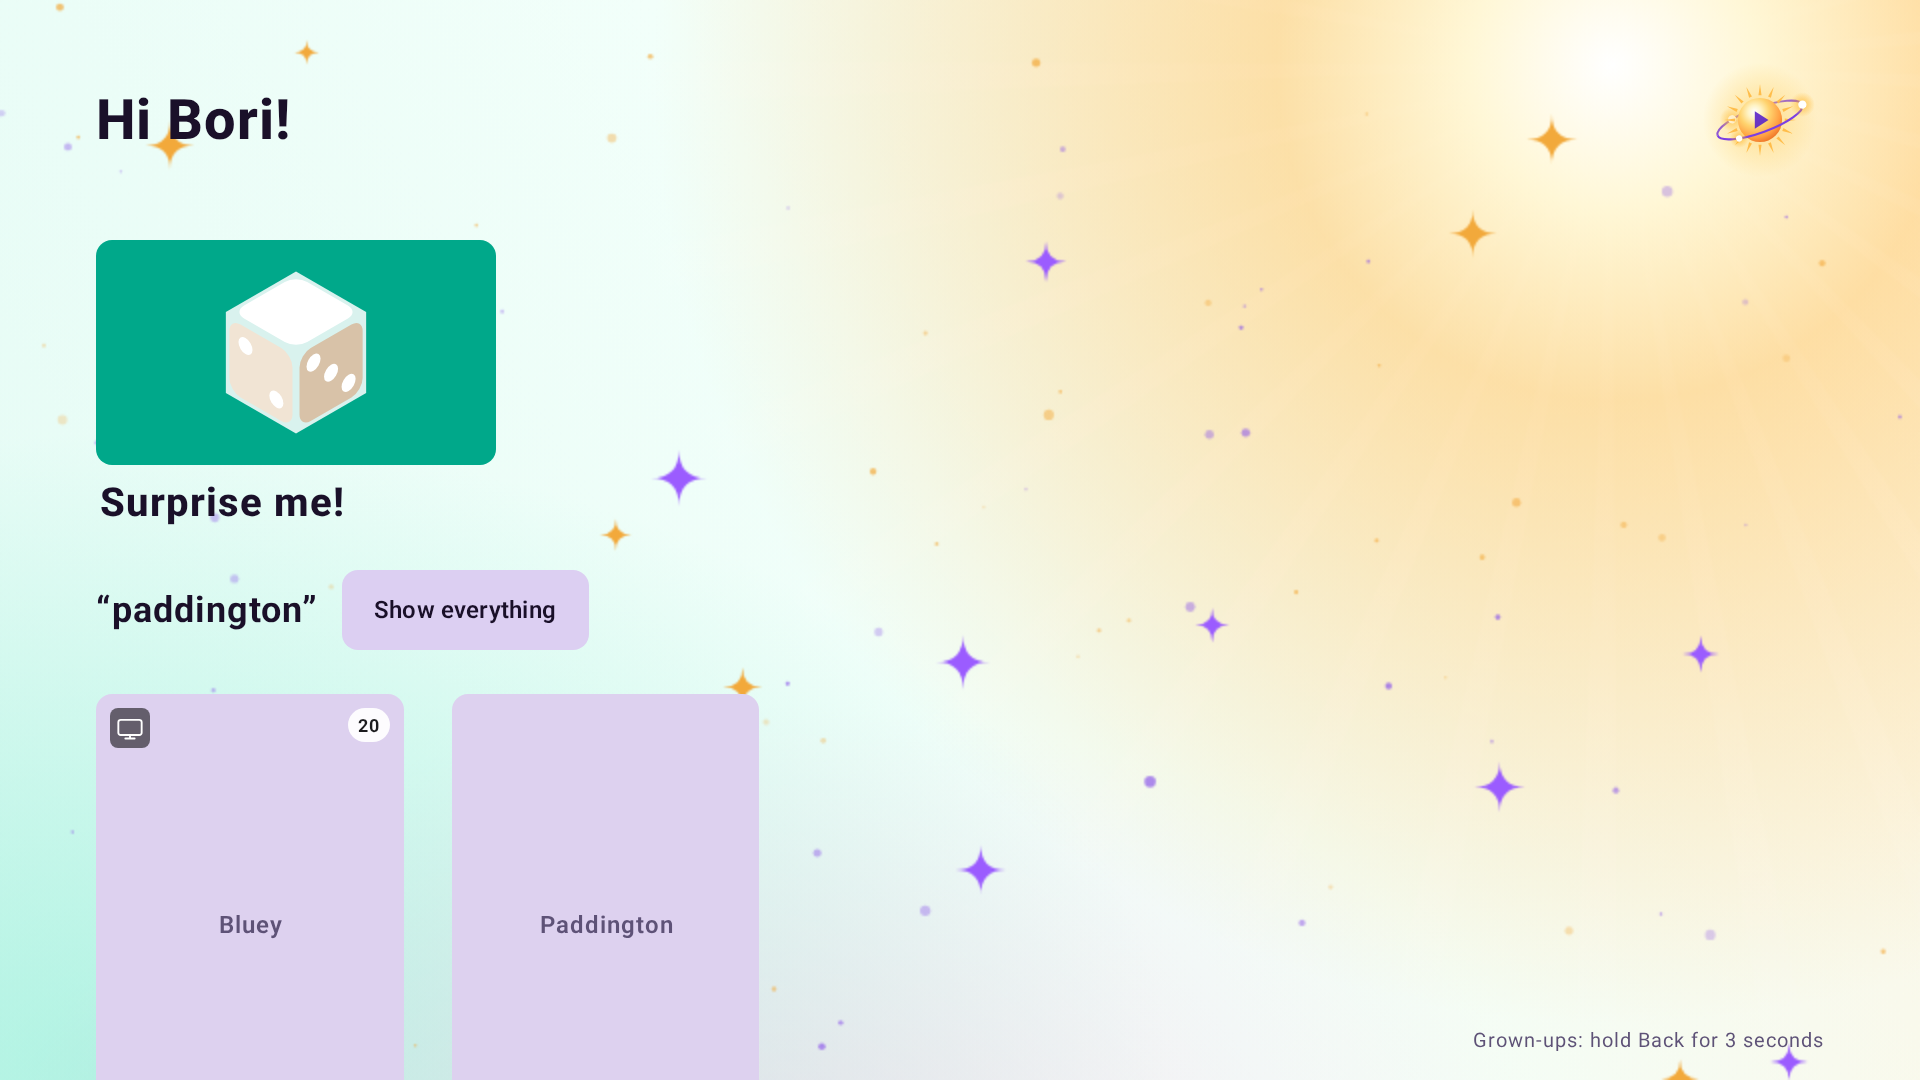 Hi Bori!
Surprise me!
“paddington”
Show everything
20
Bluey
Paddington
Grown-ups: hold Back for 3 seconds